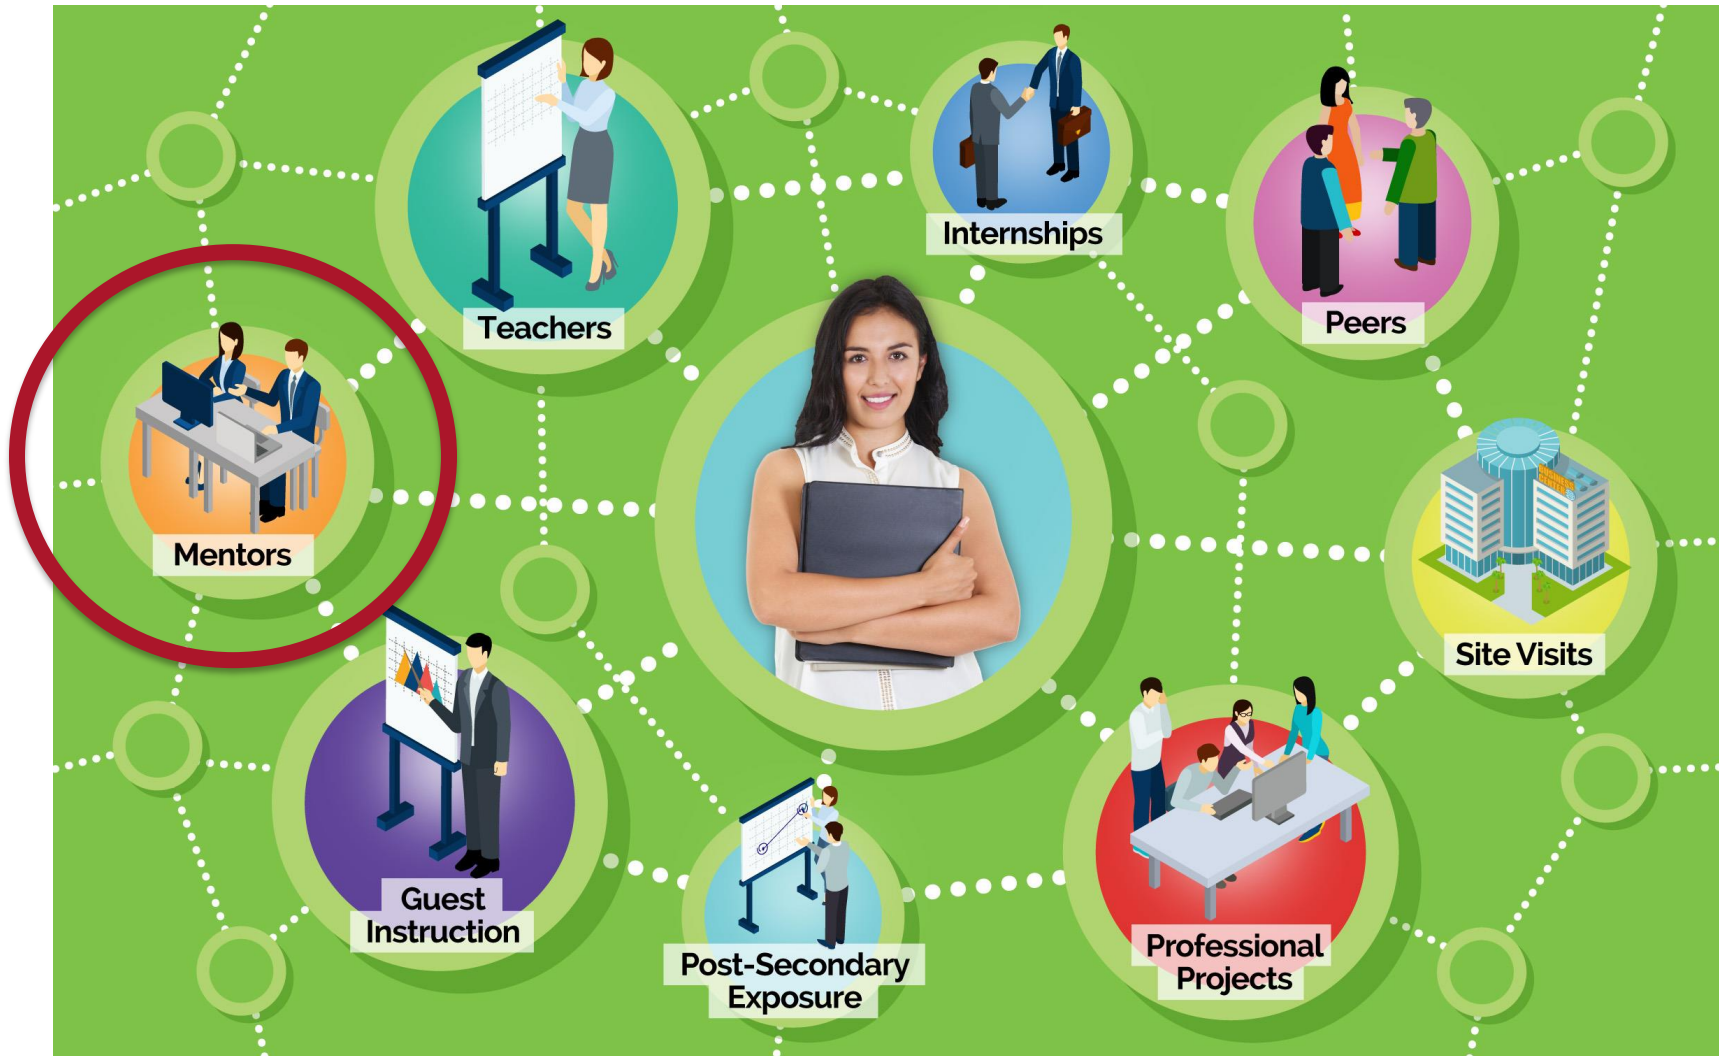 Teachers
Internships
Peers
Mentors
Site Visits
Guest
Instruction
Post-Secondary
Exposure
Professional
Projects